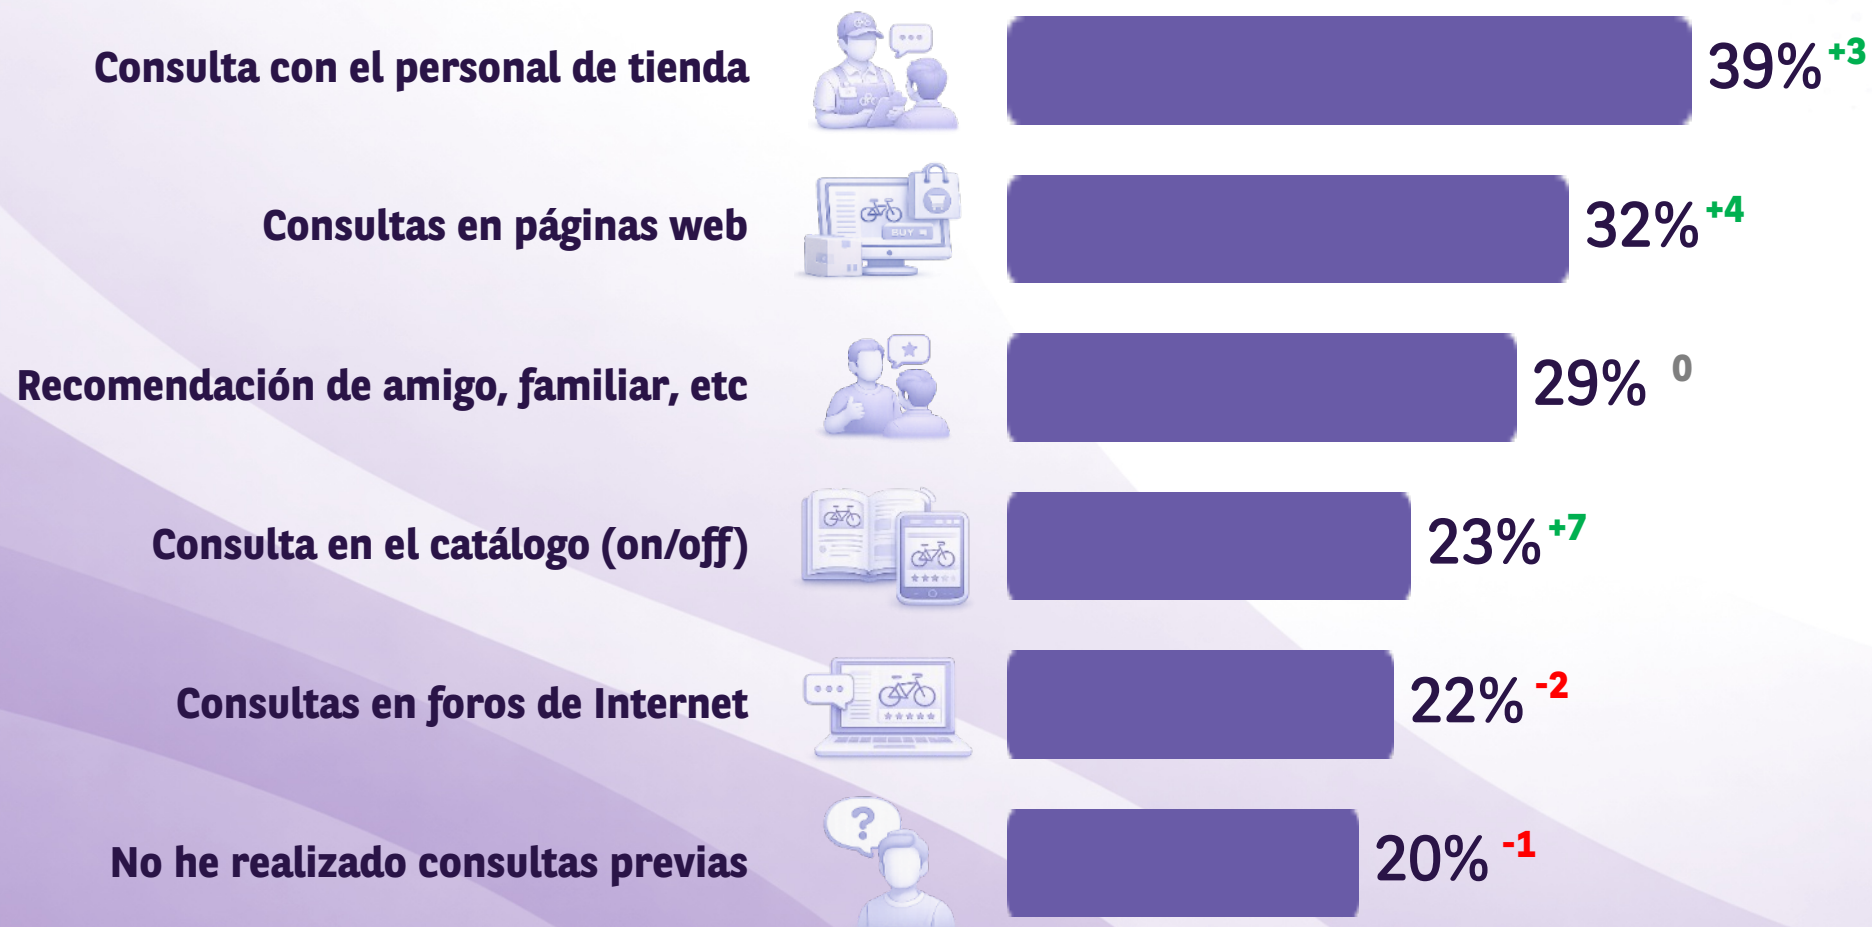 Consulta con el personal de tienda
39% +3
Consultas en páginas web
BUY
32% +4
Recomendación de amigo, familiar, etc
29% 0
Consulta en el catálogo (on/off)
23% +7
Consultas en foros de Internet
22% -2
?
No he realizado consultas previas
20% -1